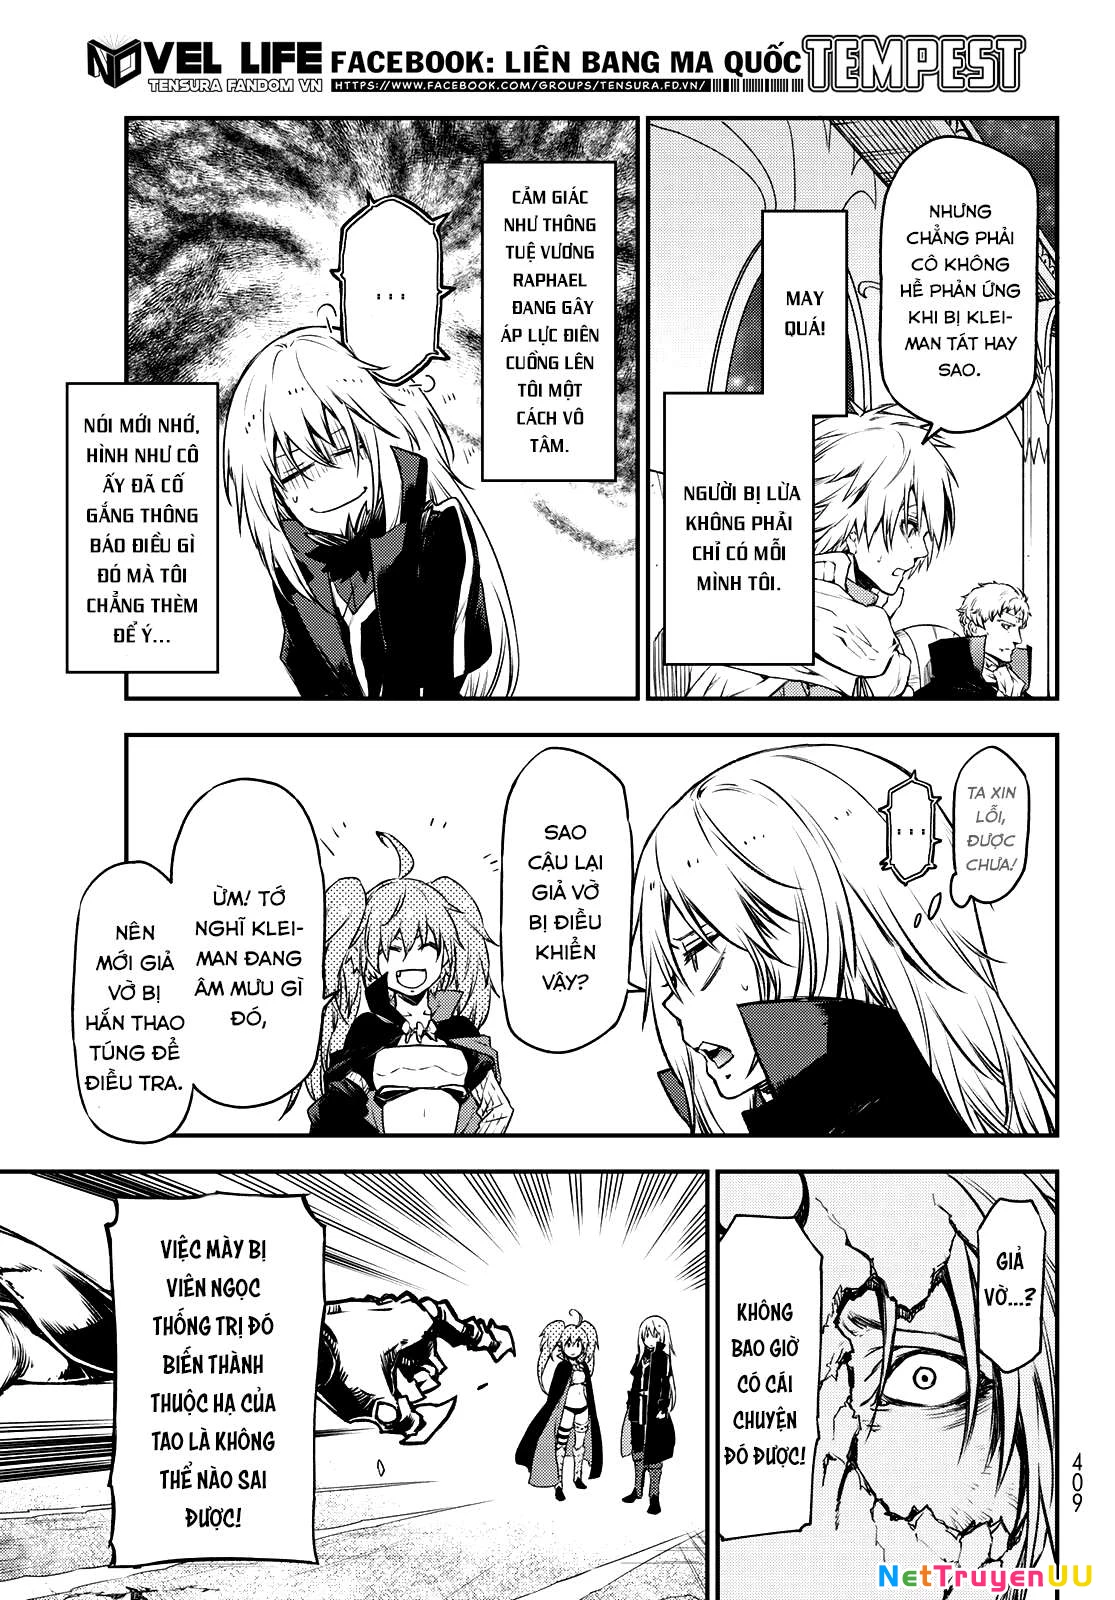 NOVEL LIFE
TENSURA FANDOM VN
FACEBOOK: LIÊN BANG MA QUỐC
HTTPS://WWW.FACEBOOK.COM/GROUPS/TENSURA.FD.VN/
TEMPEST
NHƯNG
CHẲNG PHẢI
CÔ KHÔNG
HỀ PHẢN ỨNG
KHI BỊ KLEI-
MAN TÁT HAY
SAO.
MAY
QUÁ!
NGƯỜI BỊ LỪA
KHÔNG PHẢI
CHỈ CÓ MỖI
MÌNH TÔI.
CẢM GIÁC
NHƯ THÔNG
TUỆ VƯƠNG
RAPHAEL
ĐANG GÂY
ÁP LỰC ĐIÊN
CUỒNG LÊN
TÔI MỘT
CÁCH VÔ
TÂM.
...
NÓI MỚI NHỚ,
HÌNH NHƯ CÔ
ẤY ĐÃ CỐ
GẮNG THÔNG
BÁO ĐIỀU GÌ
ĐÓ MÀ TÔI
CHẲNG THÈM
ĐỂ Ý...
TA XIN
LỖI,
ĐƯỢC
CHƯA!
...
SAO
CẬU LẠI
GIẢ VỜ
BỊ ĐIỀU
KHIỂN
VẬY?
ỪM! TỚ
NGHĨ KLEI-
MAN ĐANG
ÂM MƯU GÌ
ĐÓ,
NÊN
MỚI GIẢ
VỜ BỊ
HẮN THAO
TÚNG ĐỂ
ĐIỀU TRA.
GIẢ
VỜ...?
KHÔNG
BAO GIỜ
CÓ CÁI
CHUYỆN
ĐÓ ĐƯỢC!
VIỆC MÀY BỊ
VIÊN NGỌC
THỐNG TRỊ ĐÓ
BIẾN THÀNH
THUỘC HẠ CỦA
TAO LÀ KHÔNG
THỂ NÀO SAI
ĐƯỢC!
409
NetTruyenUU